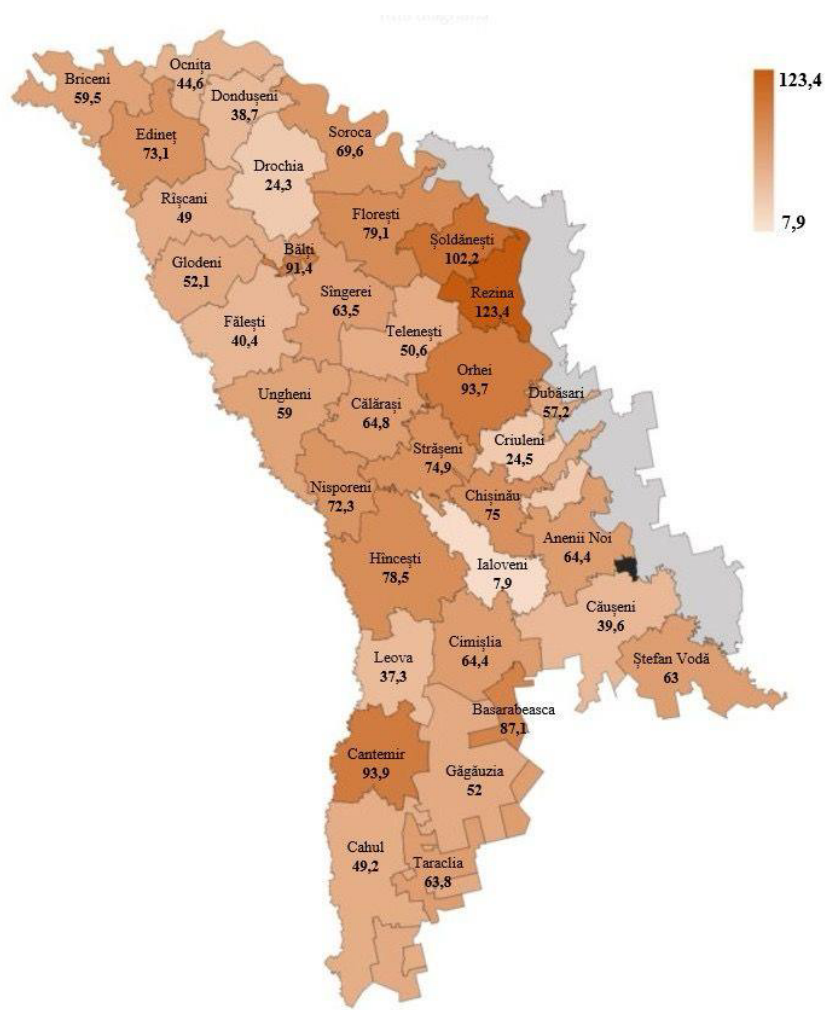 Briceni
59,5
Ocnița
44,6
Dondușeni
38,7
Edineț
73,1
Soroca
69,6
Drochia
24,3
Rîșcani
49
Florești
79,1
Șoldănești
102,2
Bălți
91,4
Glodeni
52,1
Sîngerei
63,5
Rezina
123,4
Fălești
40,4
Telenești
50,6
Orhei
93,7
Ungheni
59
Călărași
64,8
Dubăsari
57,2
Criuleni
24,5
Strășeni
74,9
Nisporeni
72,3
Chișinău
75
Anenii Noi
64,4
Hîncești
78,5
Ialoveni
7,9
Căușeni
39,6
Cimișlia
64,4
Leova
37,3
Ștefan Vodă
63
Basarabeasca
87,1
Cantemir
93,9
Găgăuzia
52
Cahul
49,2
Taraclia
63,8
123,4
7,9